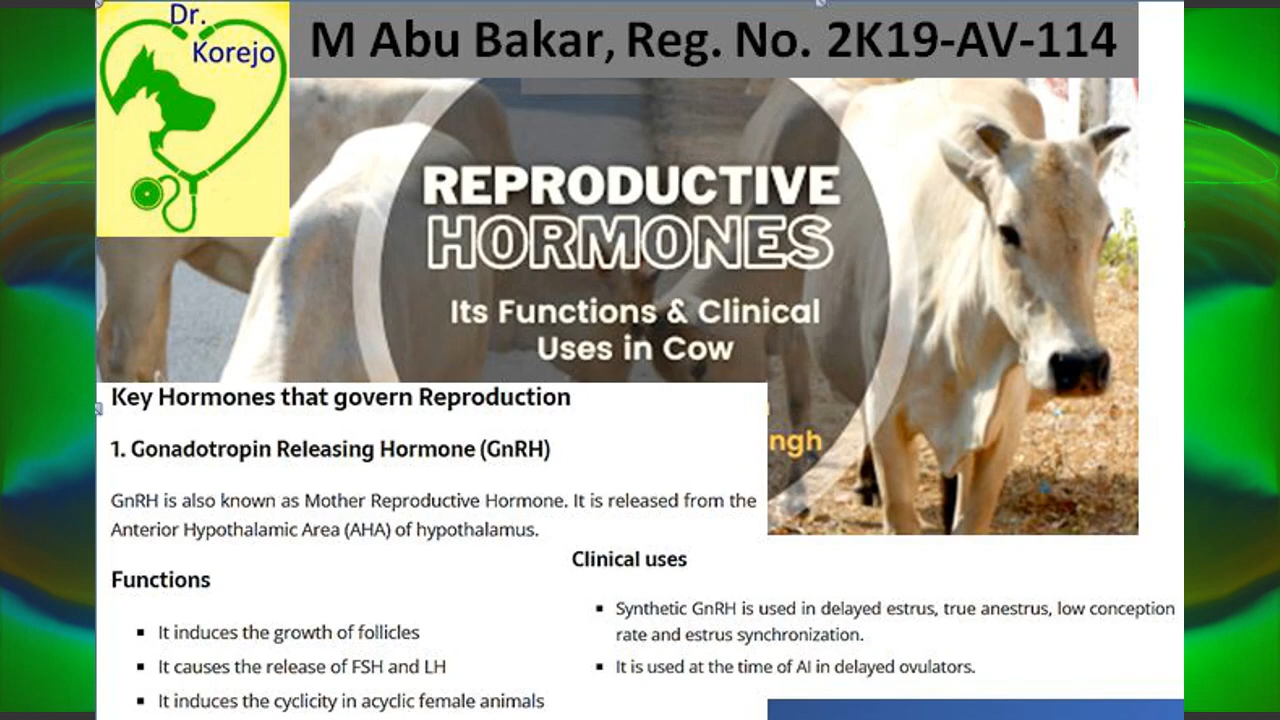 Dr.
Korejo
M Abu Bakar, Reg. No. 2K19-AV-114
REPRODUCTIVE
HORMONES
Its Functions & Clinical
Uses in Cow
ngh
Key Hormones that govern Reproduction
1. Gonadotropin Releasing Hormone (GnRH)
GnRH is also known as Mother Reproductive Hormone. It is released from the
Anterior Hypothalamic Area (AHA) of hypothalamus.
Functions
▪ It induces the growth of follicles
▪ It causes the release of FSH and LH
▪ It induces the cyclicity in acyclic female animals
Clinical uses
▪ Synthetic GnRH is used in delayed estrus, true anestrus, low conception
rate and estrus synchronization.
▪ It is used at the time of AI in delayed ovulators.